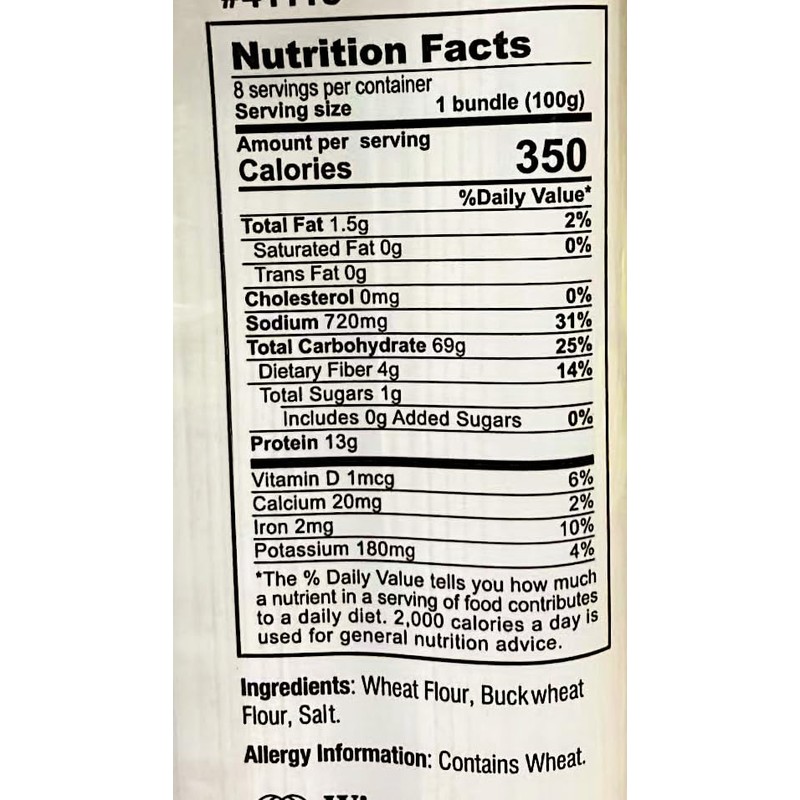 Nutrition Facts
8 servings per container
Serving size 1 bundle (100g)
Amount per serving
Calories 350
%Daily Value*
Total Fat 1.5g 2%
Saturated Fat 0g 0%
Trans Fat 0g
Cholesterol 0mg 0%
Sodium 720mg 31%
Total Carbohydrate 69g 25%
Dietary Fiber 4g 14%
Total Sugars 1g
Includes 0g Added Sugars 0%
Protein 13g
Vitamin D 1mcg 6%
Calcium 20mg 2%
Iron 2mg 10%
Potassium 180mg 4%
*The % Daily Value tells you how much
a nutrient in a serving of food contributes
to a daily diet. 2,000 calories a day is
used for general nutrition advice.
Ingredients: Wheat Flour, Buckwheat
Flour, Salt.
Allergy Information: Contains Wheat.